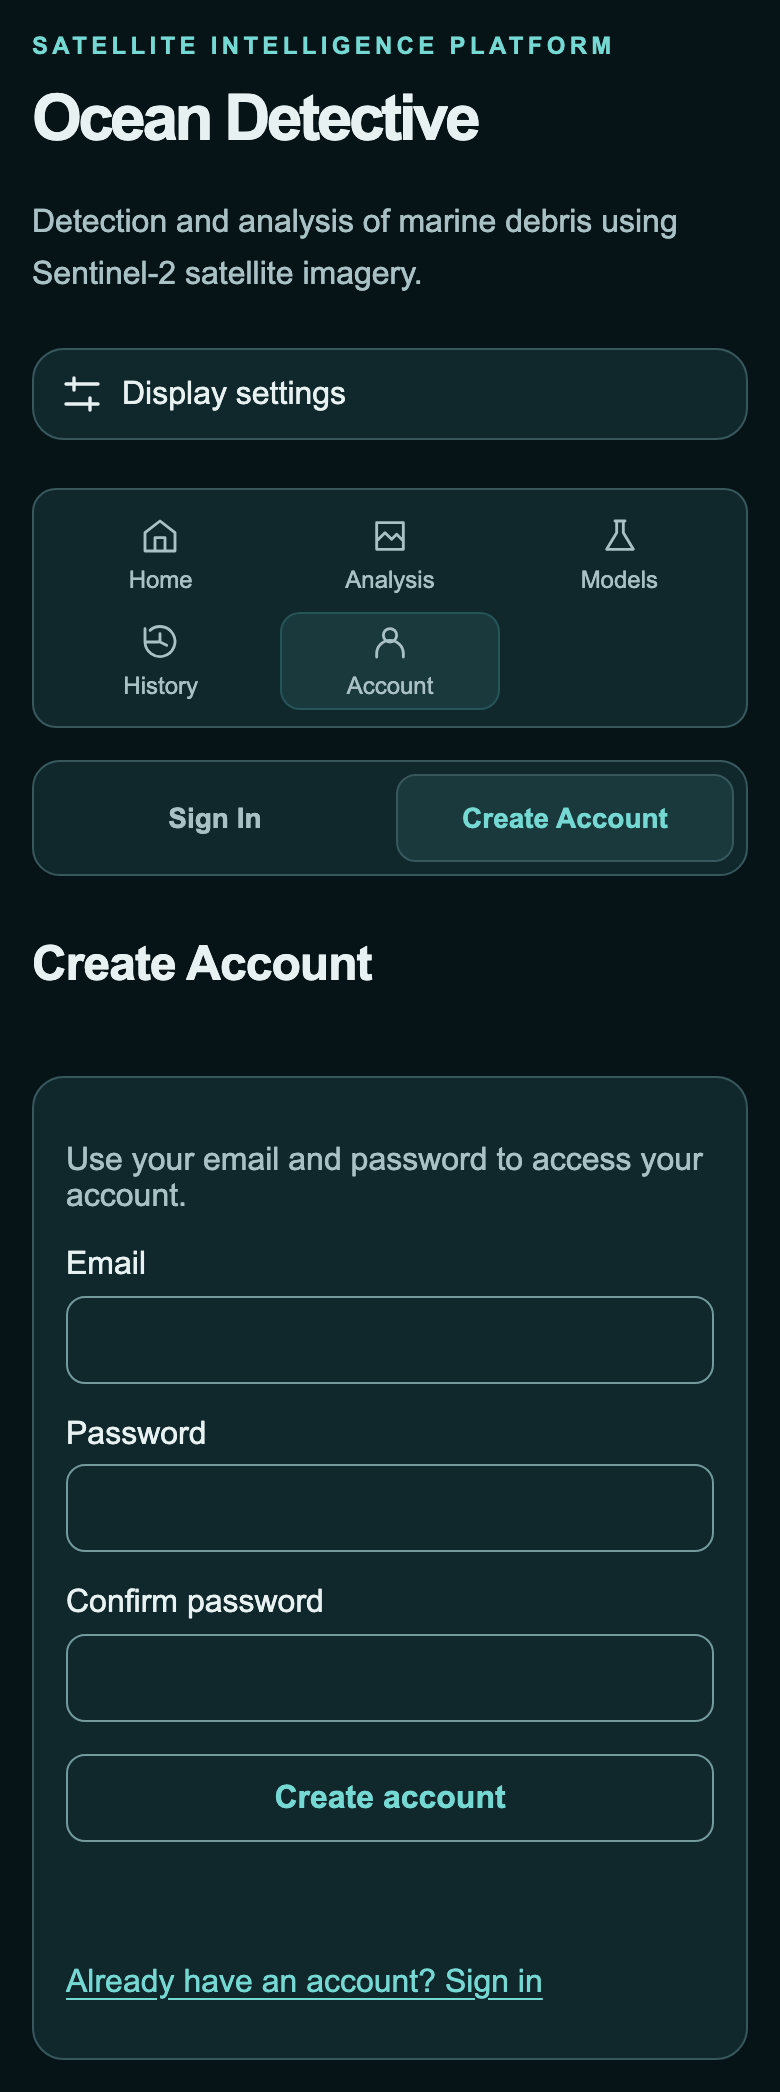 SATELLITE INTELLIGENCE PLATFORM
Ocean Detective
Detection and analysis of marine debris using
Sentinel-2 satellite imagery.
Display settings
Home
Analysis
Models
History
Account
Sign In
Create Account
Create Account
Use your email and password to access your
account.
Email
Password
Confirm password
Create account
Already have an account? Sign in